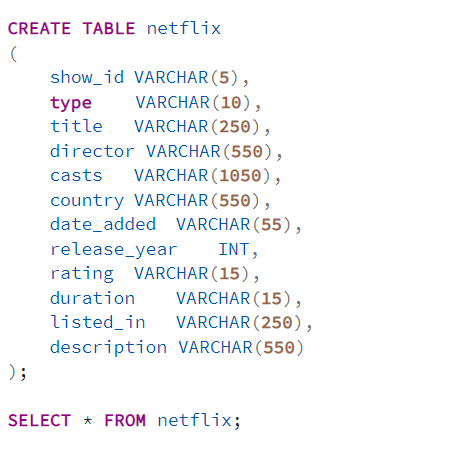 CREATE TABLE netflix
(
    show_id VARCHAR(5),
    type    VARCHAR(10),
    title   VARCHAR(250),
    director VARCHAR(550),
    casts   VARCHAR(1050),
    country VARCHAR(550),
    date_added  VARCHAR(55),
    release_year    INT,
    rating  VARCHAR(15),
    duration    VARCHAR(15),
    listed_in   VARCHAR(250),
    description VARCHAR(550)
);
SELECT * FROM netflix;